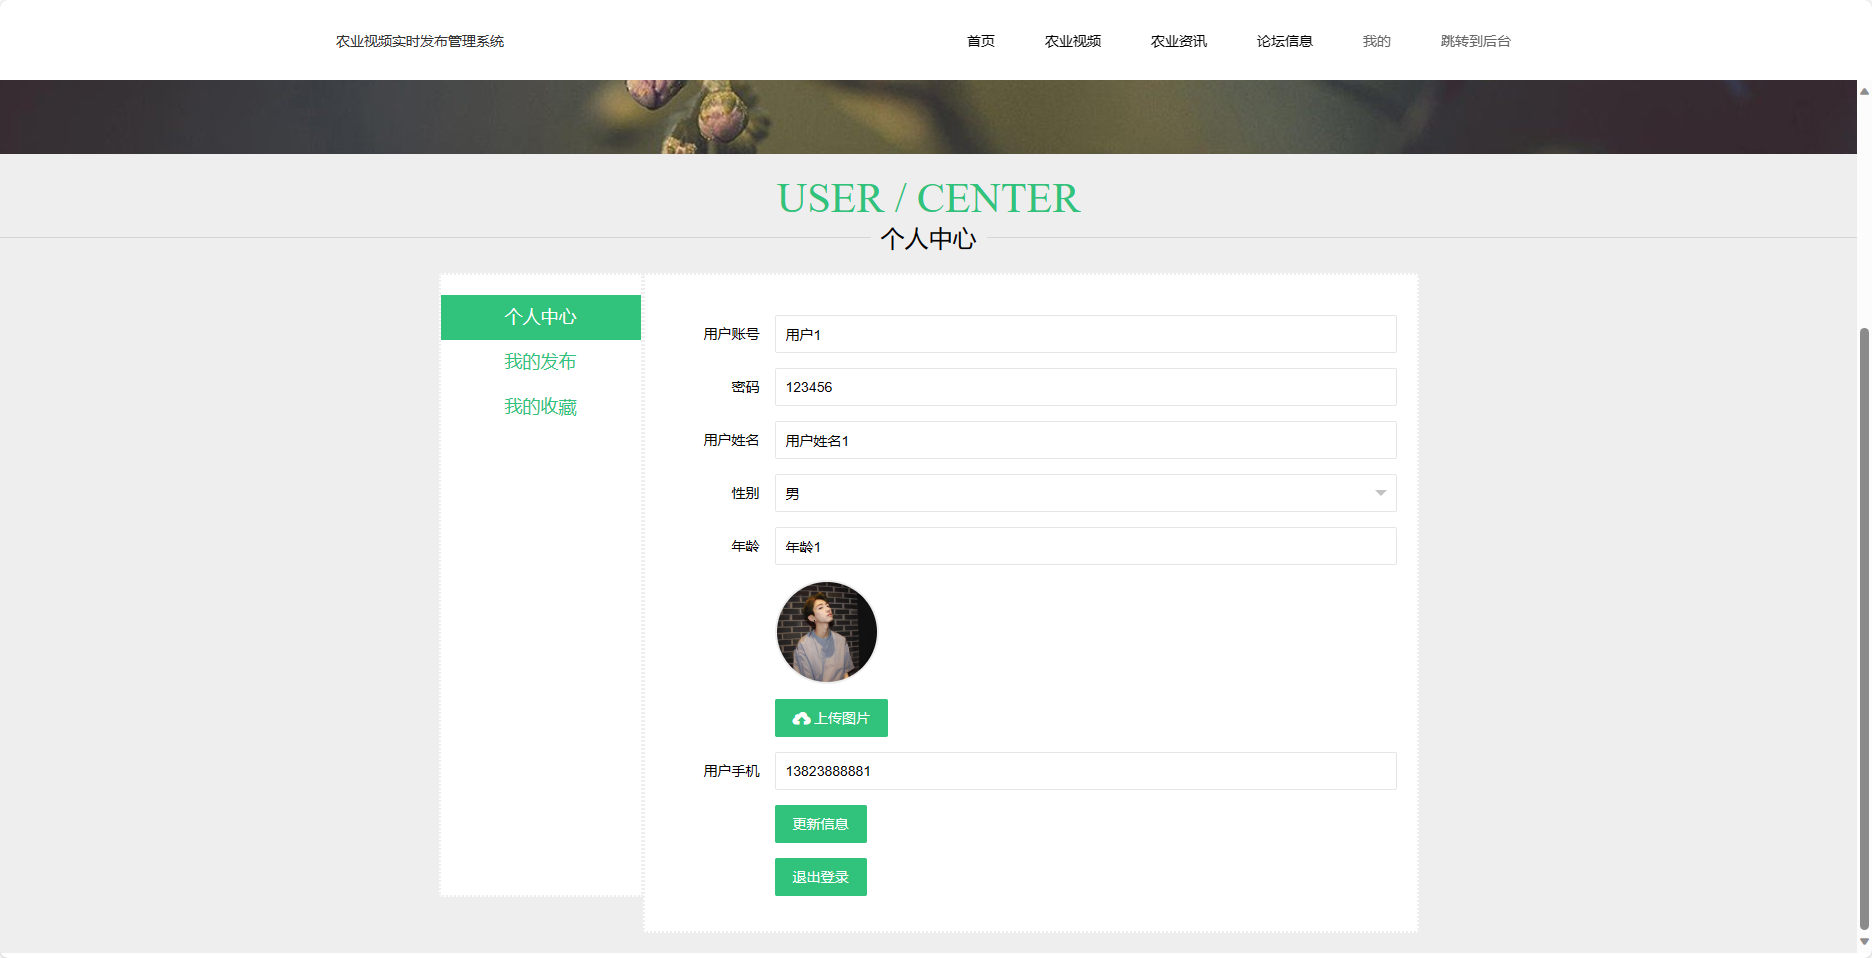 农业视频实时发布管理系统 首页 农业视频 农业资讯 论坛信息 我的 跳转到后台
USER / CENTER
个人中心
个人中心
我的发布
我的收藏
用户账号 用户1
密码 123456
用户姓名 用户姓名1
性别 男
年龄 年龄1
上传图片
用户手机 13823888881
更新信息
退出登录